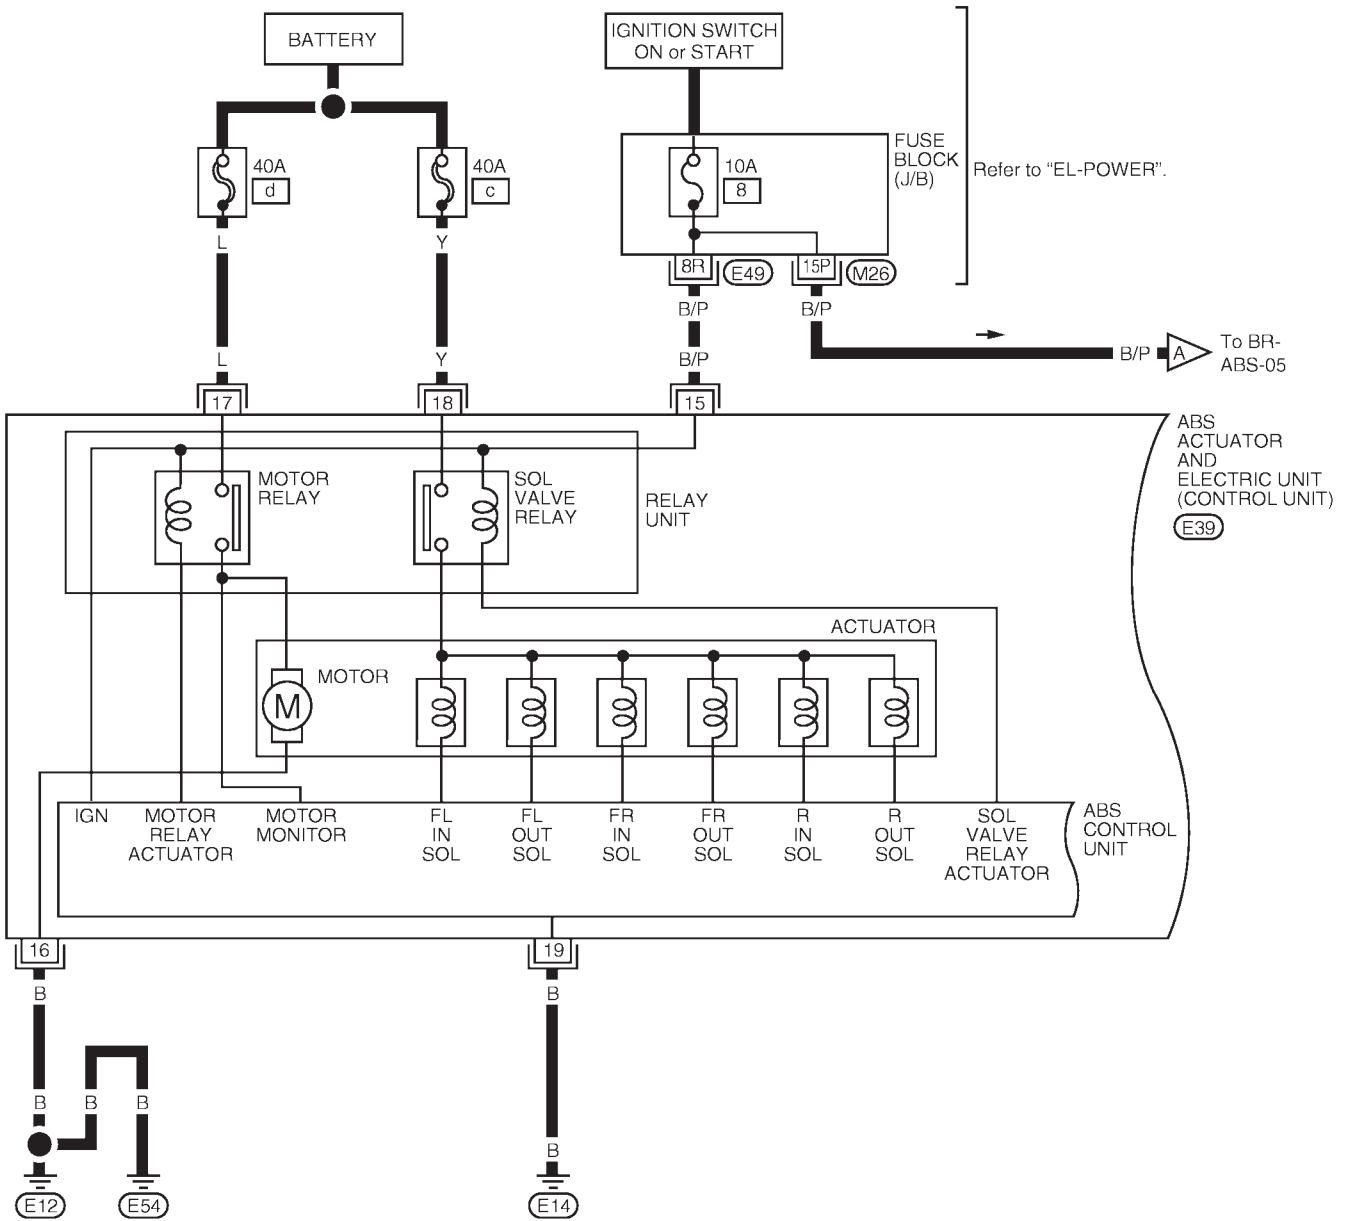 BATTERY
IGNITION SWITCH
ON or START
40A
d
40A
c
10A
8
FUSE
BLOCK
(J/B)
Refer to “EL-POWER”.
8R
E49
15P
M26
L
Y
B/P
B/P
L
Y
B/P
B/P
A
To BR-
ABS-05
17
18
15
ABS
ACTUATOR
AND
ELECTRIC UNIT
(CONTROL UNIT)
E39
MOTOR
RELAY
SOL
VALVE
RELAY
RELAY
UNIT
ACTUATOR
MOTOR
M
IGN
MOTOR
RELAY
ACTUATOR
MOTOR
MONITOR
FL
IN
SOL
FL
OUT
SOL
FR
IN
SOL
FR
OUT
SOL
R
IN
SOL
R
OUT
SOL
SOL
VALVE
RELAY
ACTUATOR
ABS
CONTROL
UNIT
16
19
B
B
B
B
B
B
E12
E54
E14